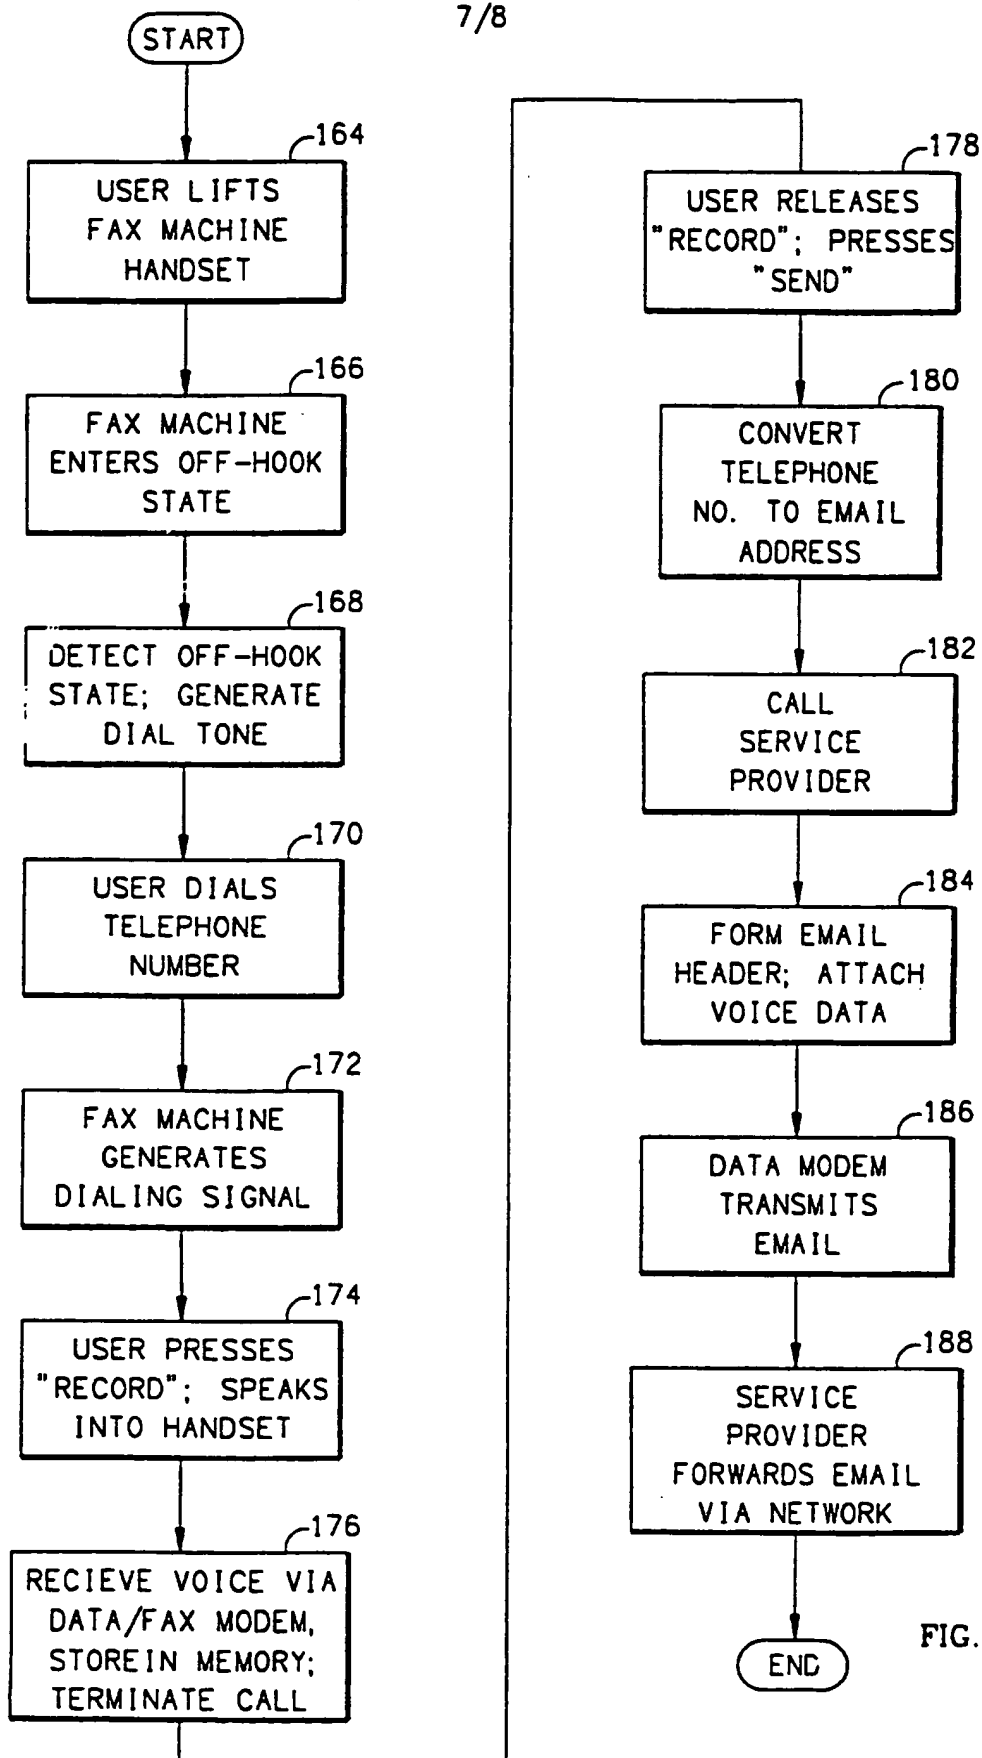 7/8
START
164
USER LIFTS
FAX MACHINE
HANDSET
166
FAX MACHINE
ENTERS OFF-HOOK
STATE
168
DETECT OFF-HOOK
STATE; GENERATE
DIAL TONE
170
USER DIALS
TELEPHONE
NUMBER
172
FAX MACHINE
GENERATES
DIALING SIGNAL
174
USER PRESSES
"RECORD"; SPEAKS
INTO HANDSET
176
RECIEVE VOICE VIA
DATA/FAX MODEM,
STOREIN MEMORY;
TERMINATE CALL
178
USER RELEASES
"RECORD"; PRESSES
"SEND"
180
CONVERT
TELEPHONE
NO. TO EMAIL
ADDRESS
182
CALL
SERVICE
PROVIDER
184
FORM EMAIL
HEADER; ATTACH
VOICE DATA
186
DATA MODEM
TRANSMITS
EMAIL
188
SERVICE
PROVIDER
FORWARDS EMAIL
VIA NETWORK
END
FIG.